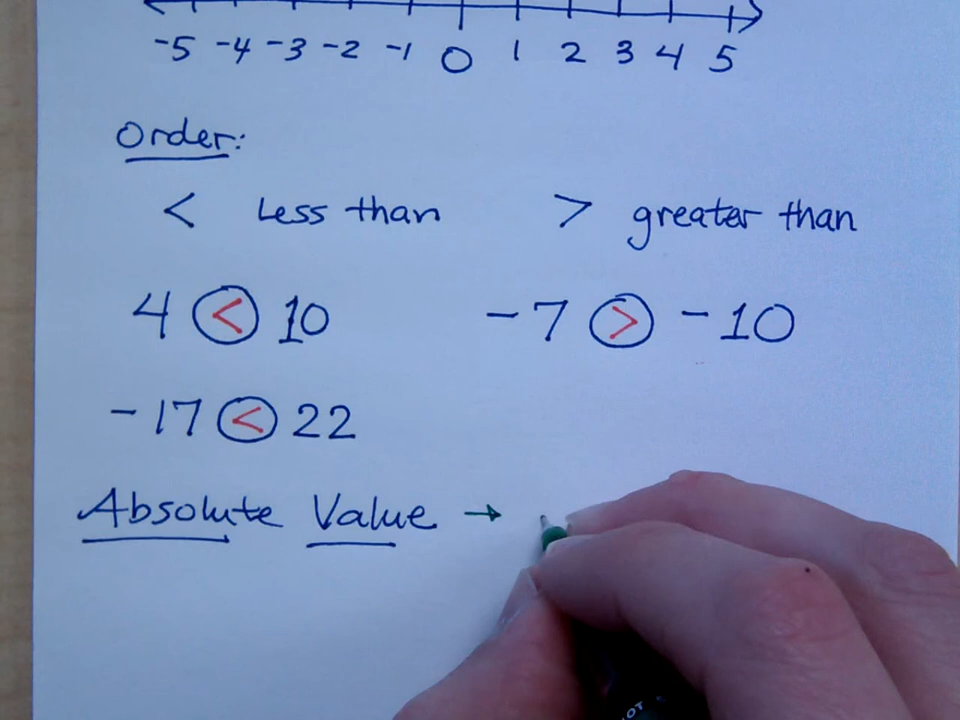 -5 -4 -3 -2 -1 0 1 2 3 4 5
Order:
< Less than > greater than
4 < 10 -7 > -10
-17 < 22
Absolute Value →